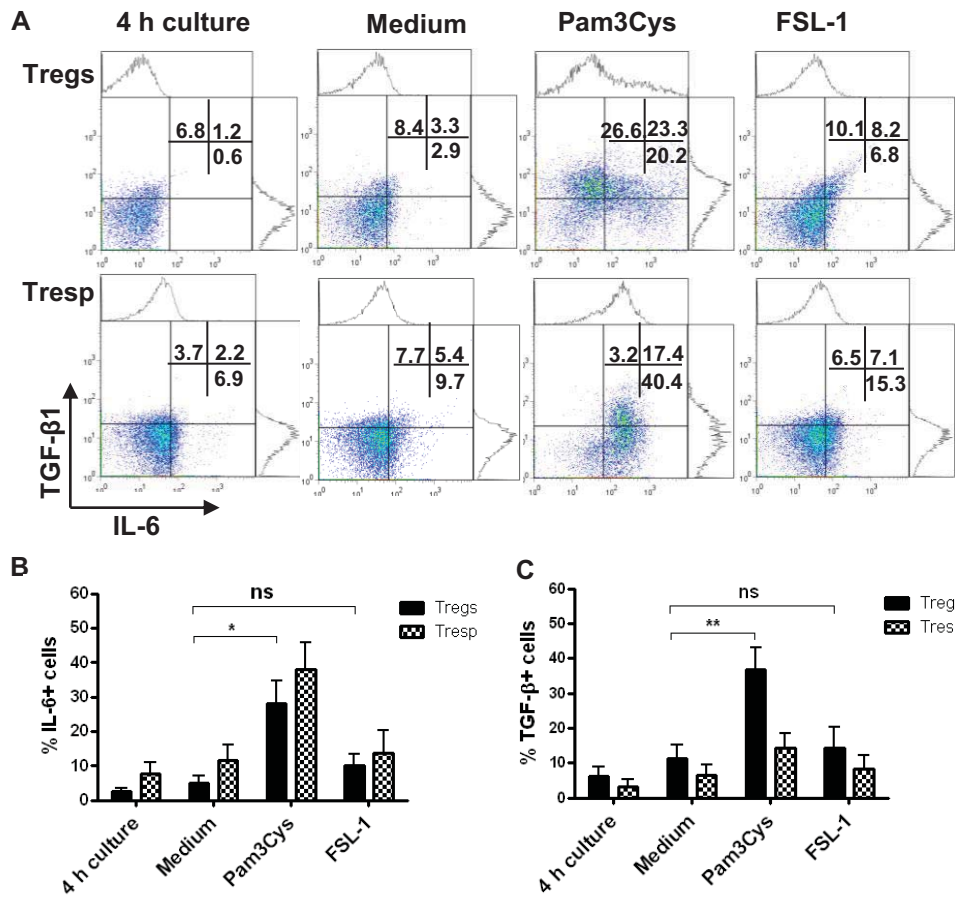 A 4 h culture Medium Pam3Cys FSL-1
Tregs
6.8 1.2
0.6
8.4 3.3
2.9
26.6 23.3
20.2
10.1 8.2
6.8
Tresp
3.7 2.2
6.9
7.7 5.4
9.7
3.2 17.4
40.4
6.5 7.1
15.3
TGF-β1
IL-6
B
% IL-6+ cells
60
50
40
30
20
10
0
ns
*
Tregs
Tresp
4 h culture
Medium
Pam3Cys
FSL-1
C
% TGF-β+ cells
60
50
40
30
20
10
0
ns
**
Treg
Tres
4 h culture
Medium
Pam3Cys
FSL-1